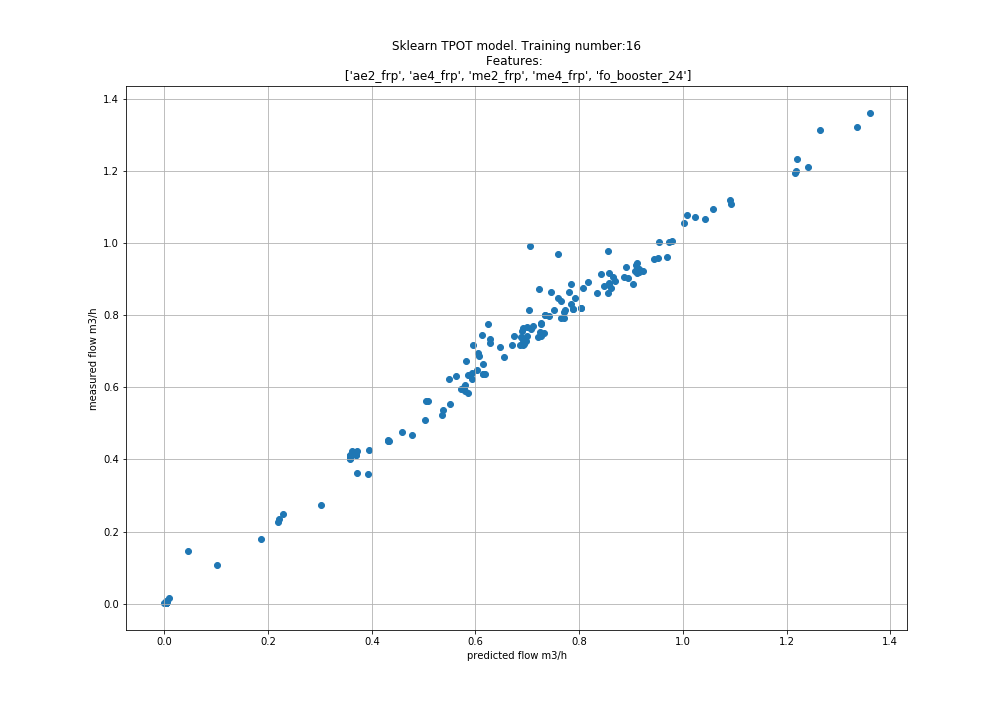 Sklearn TPOT model. Training number:16
Features:
['ae2_frp', 'ae4_frp', 'me2_frp', 'me4_frp', 'fo_booster_24']
measured flow m3/h
1.4
1.2
1.0
0.8
0.6
0.4
0.2
0.0
0.0 0.2 0.4 0.6 0.8 1.0 1.2 1.4
predicted flow m3/h